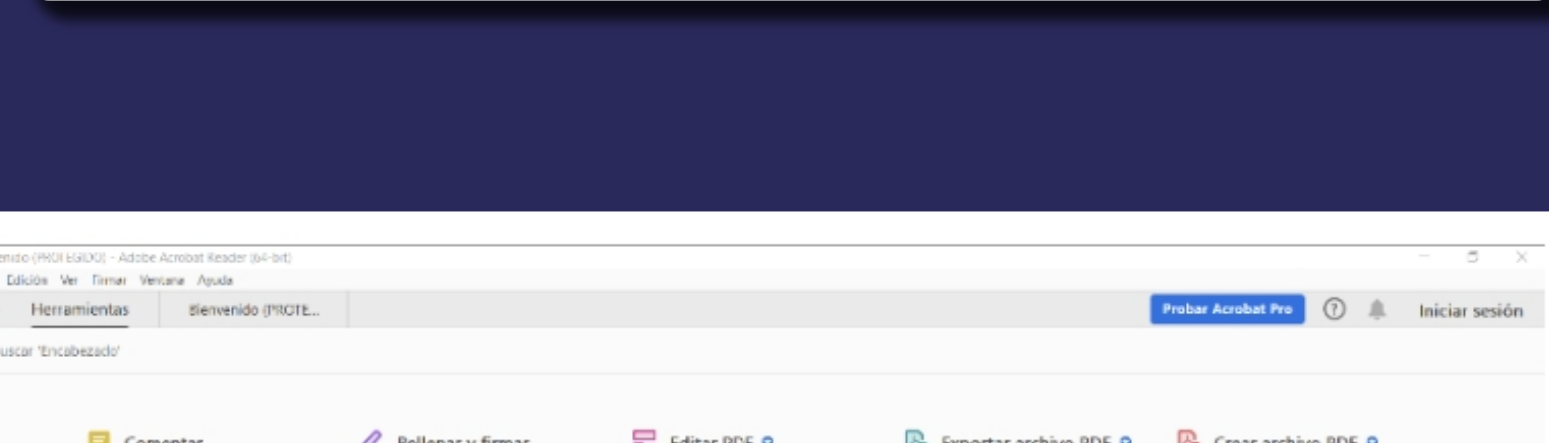 enido (PROTEGIDO) - Adobe Acrobat Reader (64-bit)
Edición Ver Firmar Ventana Ayuda
Herramientas Bienvenido (PROTE... Probar Acrobat Pro ? Iniciar sesión
uscar 'Encabezado'
Comentar Rellenar y firmar Editar PDF Exportar archivo PDF Crear archivo PDF